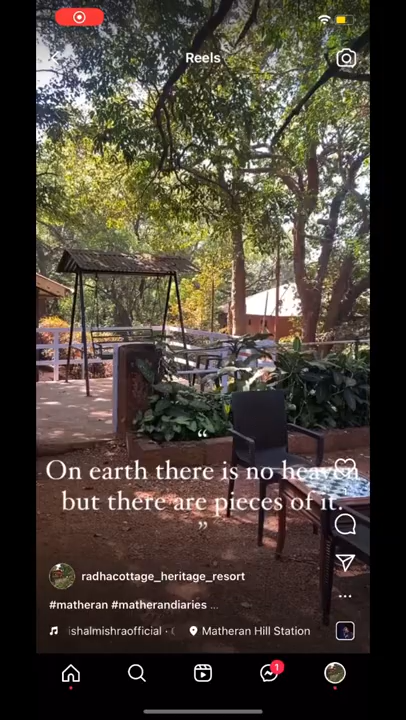 Reels
“
On earth there is no heaven
but there are pieces of it.
”
radhacottage_heritage_resort
#matheran #matherandiaries ...
ishalmishraofficial · Matheran Hill Station
1